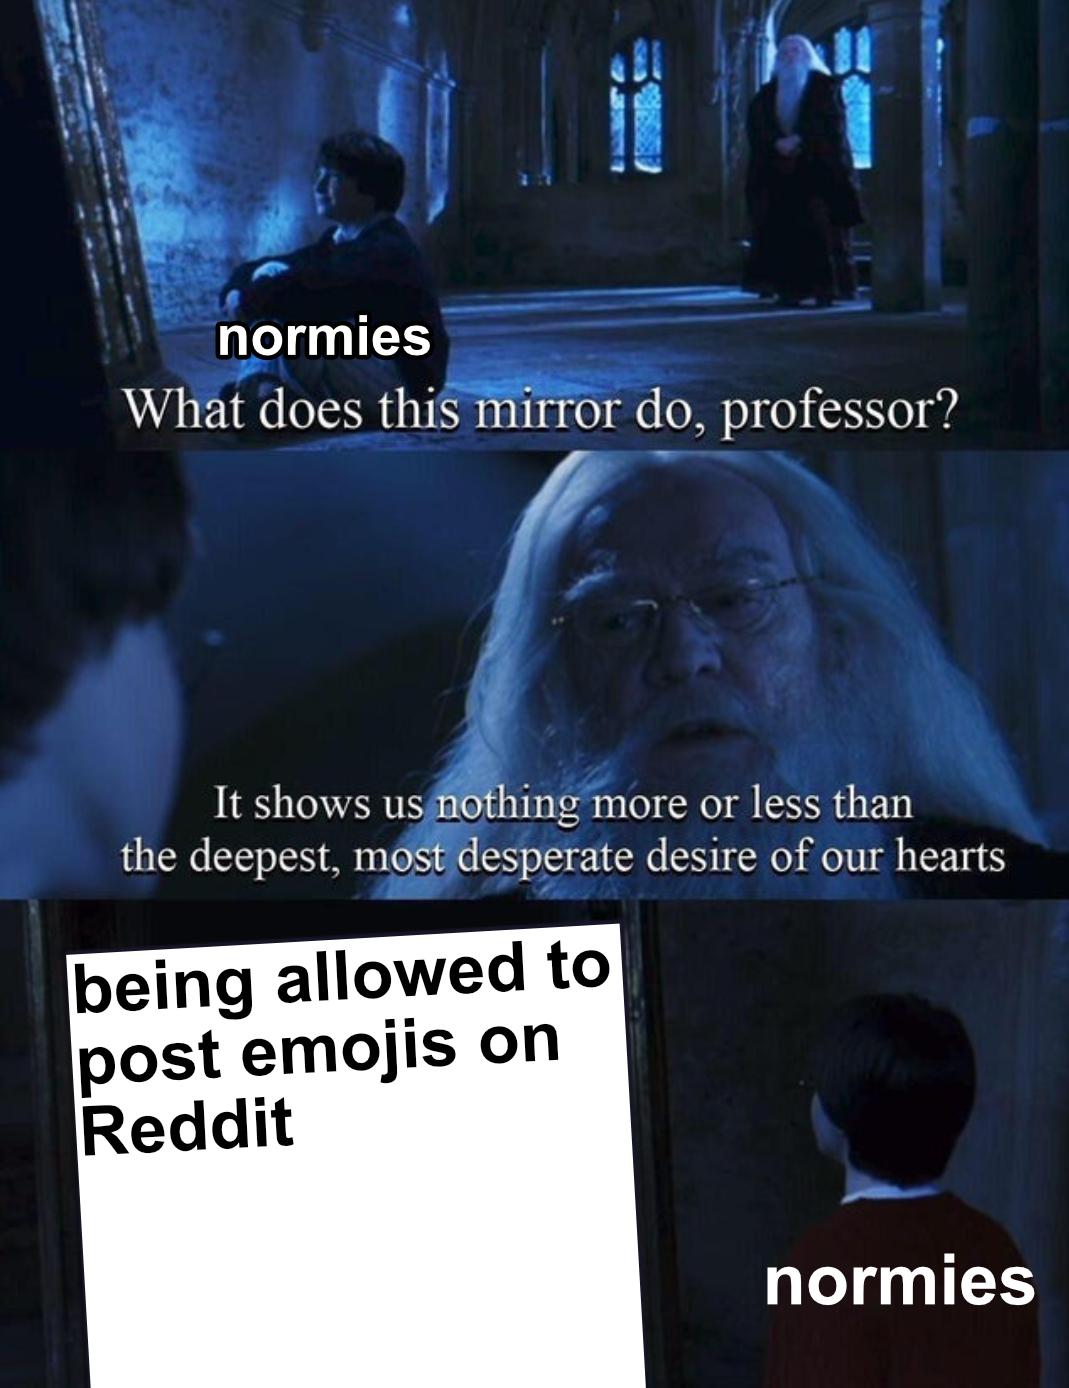 normies
What does this mirror do, professor?
It shows us nothing more or less than
the deepest, most desperate desire of our hearts
being allowed to
post emojis on
Reddit
normies